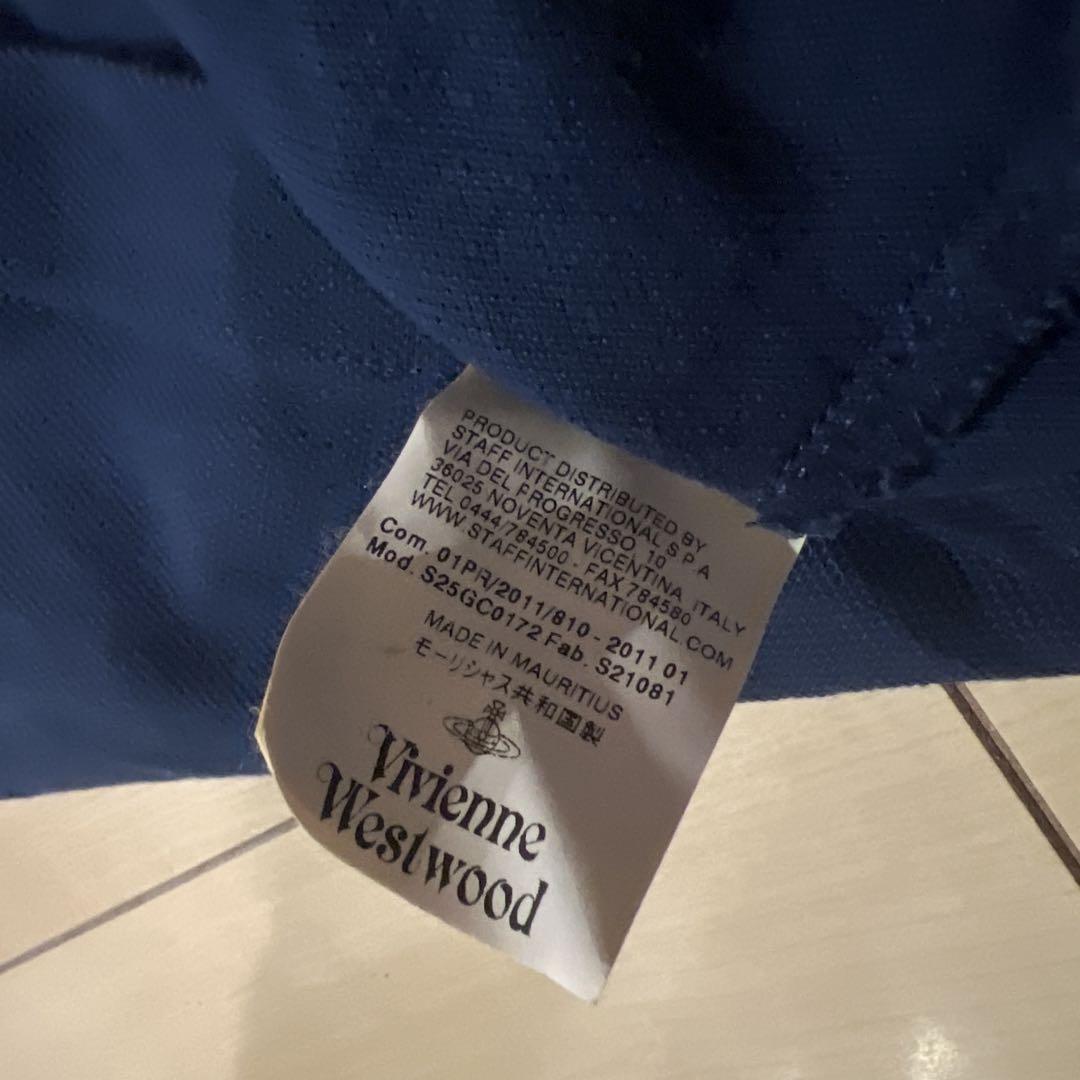 PRODUCT DISTRIBUTED BY
STAFF INTERNATIONAL S.P.A
VIA DEL PROGRESSO, 10
36025 NOVENTA VICENTINA, ITALY
TEL 0444/784500 - FAX 784580
WWW.STAFFINTERNATIONAL.COM
Com. 01PR/2011/810 - 2011 01
Mod. S25GC0172 Fab. S21081
MADE IN MAURITIUS
モーリシャス共和国製
Vivienne
Westwood